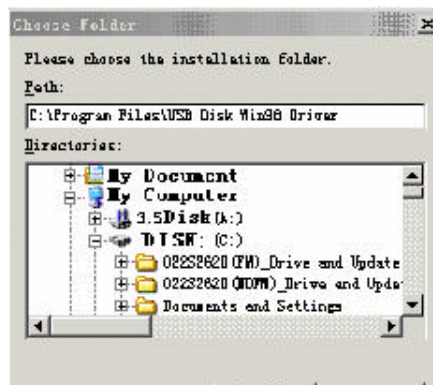 Choose Folder
Please choose the installation folder.
Path:
C:\Program Files\USB Disk Win98 Driver
Directories:
My Document
My Computer
3.5Disk(A:)
DISK: (C:)
02232620(FW)_Drive and Update
02232620(NOFW)_Drive and Upda
Documents and Settings